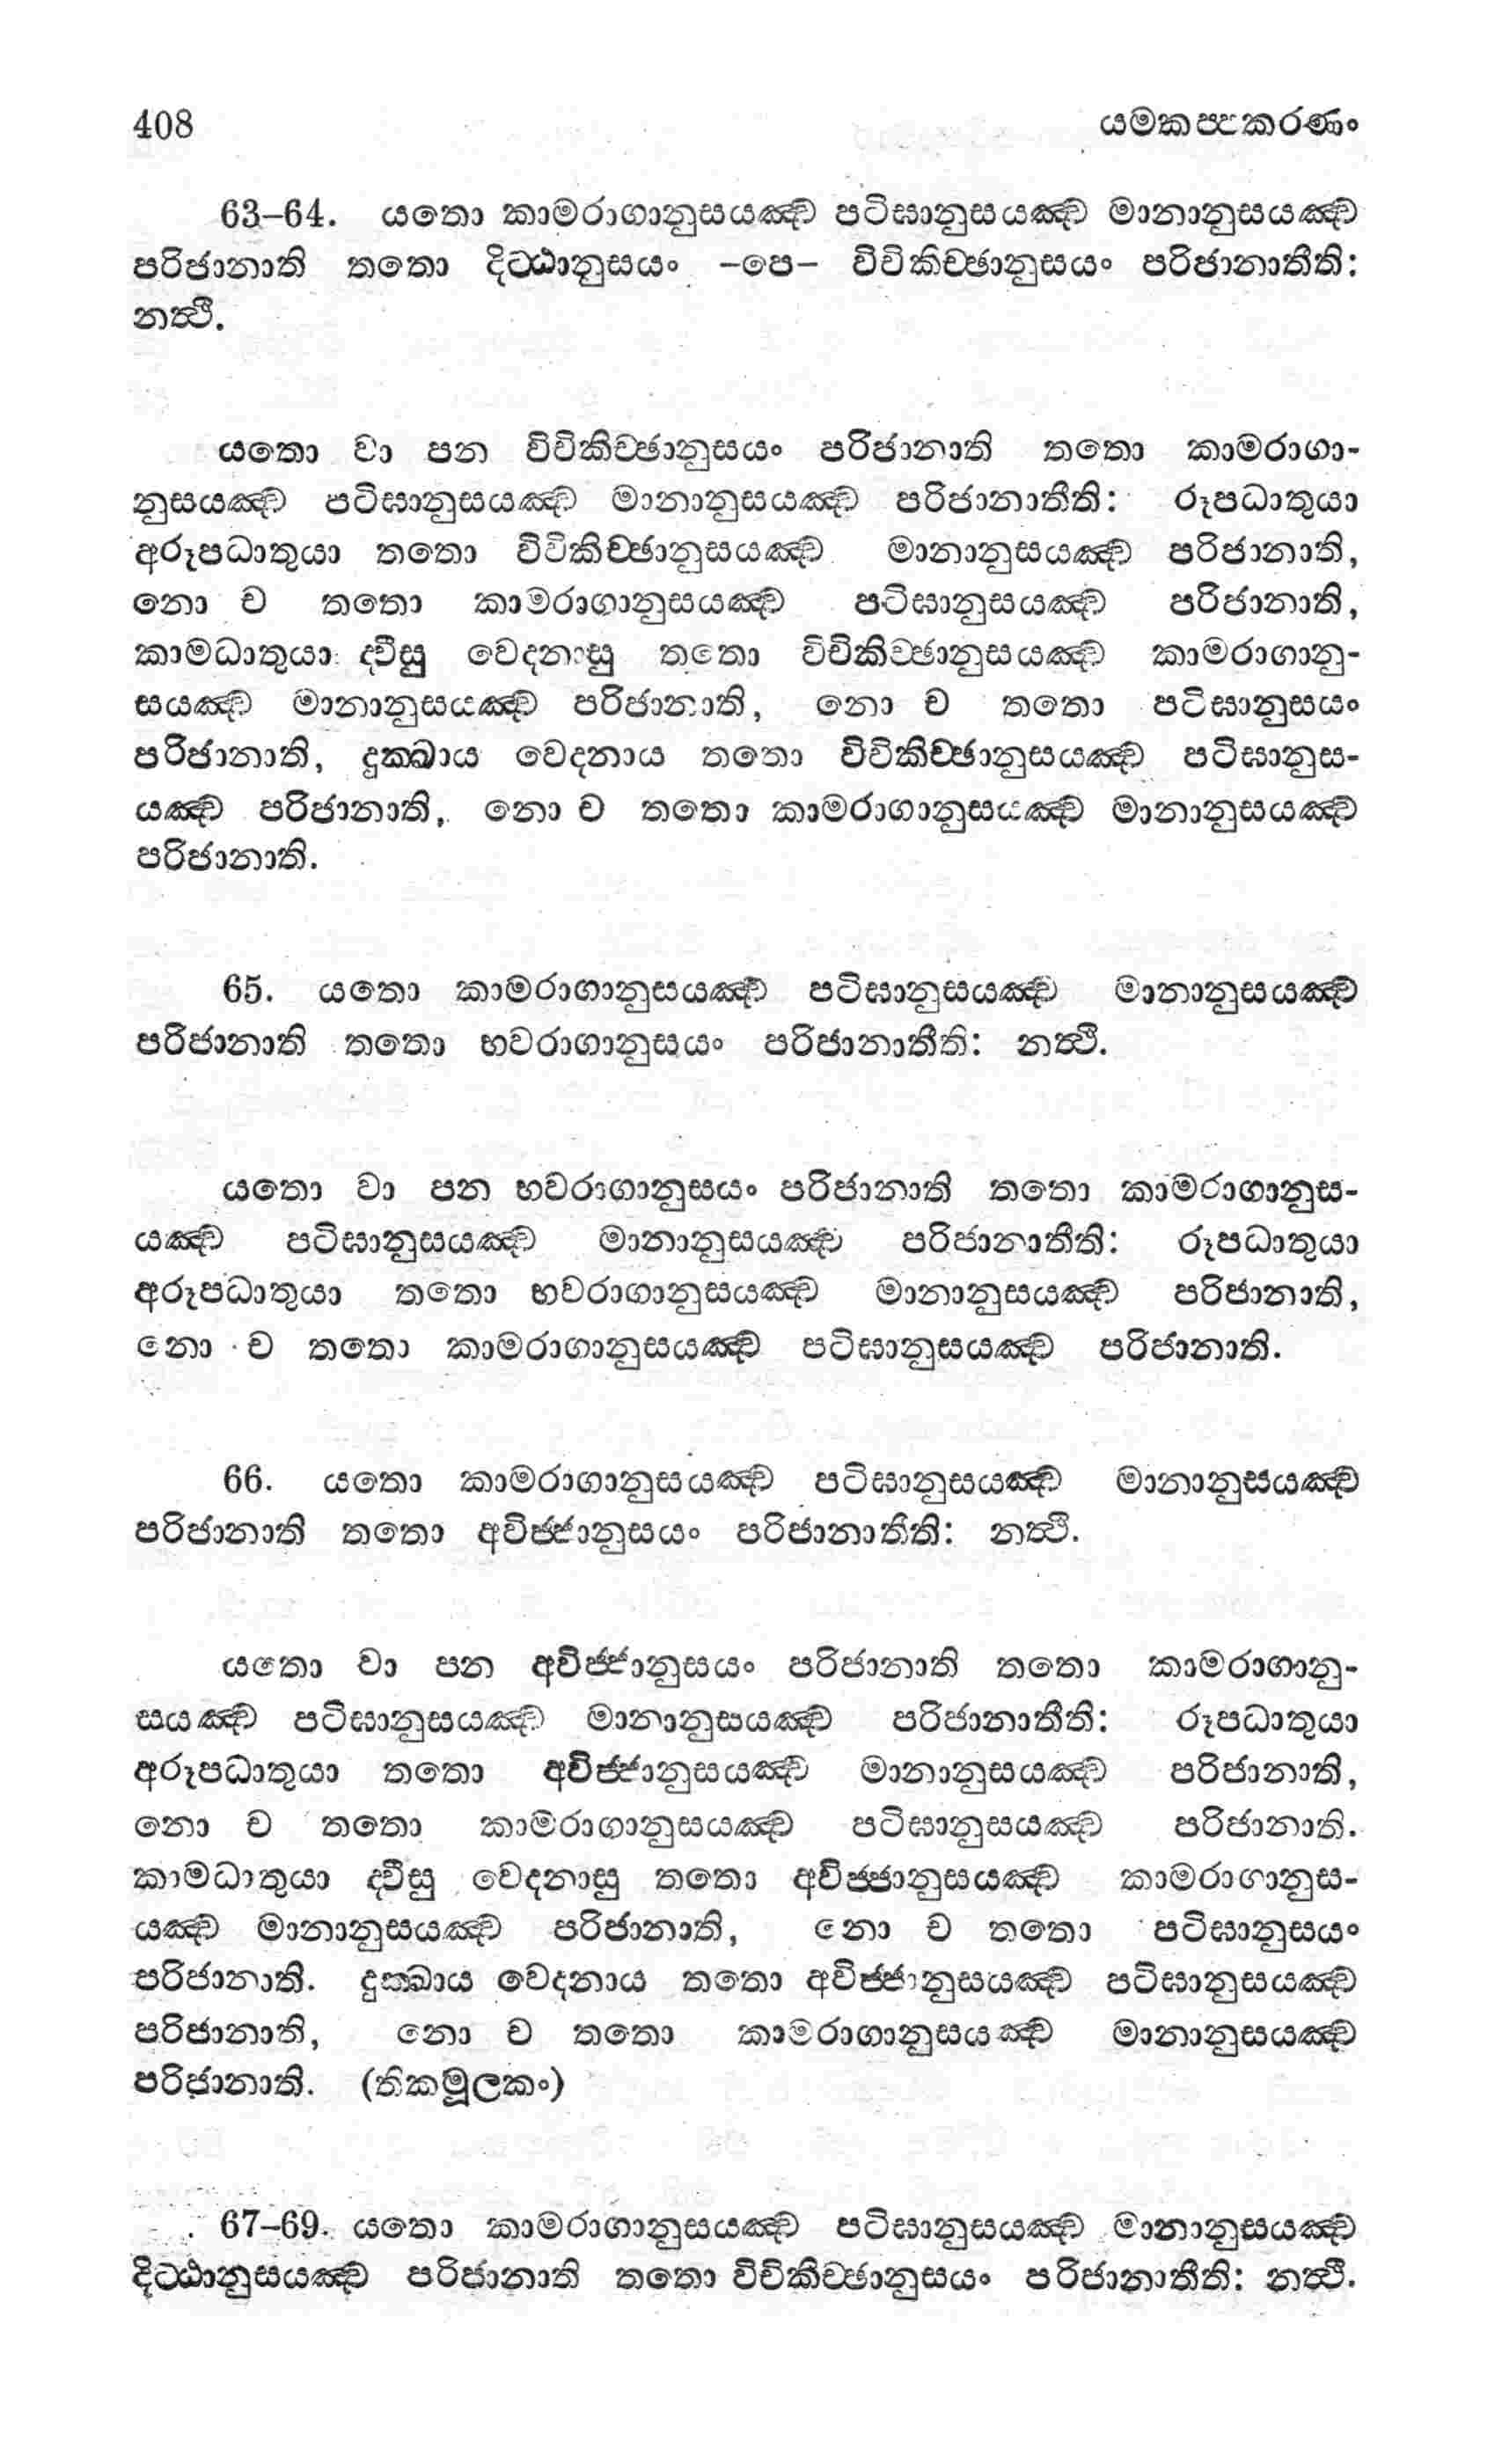 408 යමකප්පකරණං
63–64. යතො කාමරාගානුසයඤ්ච පටිඝානුසයඤ්ච මානානුසයඤ්ච
පරිජානාති තතො දිට්ඨානුසයං –පෙ– විචිකිච්ඡානුසයං පරිජානාතීති:
නත්ථි.
යතො වා පන විචිකිච්ඡානුසයං පරිජානාති තතො කාමරාගා-
නුසයඤ්ච පටිඝානුසයඤ්ච මානානුසයඤ්ච පරිජානාතීති: රූපධාතුයා
අරූපධාතුයා තතො විචිකිච්ඡානුසයඤ්ච මානානුසයඤ්ච පරිජානාති,
නො ච තතො කාමරාගානුසයඤ්ච පටිඝානුසයඤ්ච පරිජානාති,
කාමධාතුයා ද්වීසු වෙදනාසු තතො විචිකිච්ඡානුසයඤ්ච කාමරාගානු-
සයඤ්ච මානානුසයඤ්ච පරිජානාති, නො ච තතො පටිඝානුසයං
පරිජානාති, දුක්ඛාය වෙදනාය තතො විචිකිච්ඡානුසයඤ්ච පටිඝානුස-
යඤ්ච පරිජානාති, නො ච තතො කාමරාගානුසයඤ්ච මානානුසයඤ්ච
පරිජානාති.
65. යතො කාමරාගානුසයඤ්ච පටිඝානුසයඤ්ච මානානුසයඤ්ච
පරිජානාති තතො භවරාගානුසයං පරිජානාතීති: නත්ථි.
යතො වා පන භවරාගානුසයං පරිජානාති තතො කාමරාගානුස-
යඤ්ච පටිඝානුසයඤ්ච මානානුසයඤ්ච පරිජානාතීති: රූපධාතුයා
අරූපධාතුයා තතො භවරාගානුසයඤ්ච මානානුසයඤ්ච පරිජානාති,
නො ච තතො කාමරාගානුසයඤ්ච පටිඝානුසයඤ්ච පරිජානාති.
66. යතො කාමරාගානුසයඤ්ච පටිඝානුසයඤ්ච මානානුසයඤ්ච
පරිජානාති තතො අවිජ්ජානුසයං පරිජානාතීති: නත්ථි.
යතො වා පන අවිජ්ජානුසයං පරිජානාති තතො කාමරාගානු-
සයඤ්ච පටිඝානුසයඤ්ච මානානුසයඤ්ච පරිජානාතීති: රූපධාතුයා
අරූපධාතුයා තතො අවිජ්ජානුසයඤ්ච මානානුසයඤ්ච පරිජානාති,
නො ච තතො කාමරාගානුසයඤ්ච පටිඝානුසයඤ්ච පරිජානාති.
කාමධාතුයා ද්වීසු වෙදනාසු තතො අවිජ්ජානුසයඤ්ච කාමරාගානුස-
යඤ්ච මානානුසයඤ්ච පරිජානාති, නො ච තතො පටිඝානුසයං
පරිජානාති. දුක්ඛාය වෙදනාය තතො අවිජ්ජානුසයඤ්ච පටිඝානුසයඤ්ච
පරිජානාති, නො ච තතො කාමරාගානුසයඤ්ච මානානුසයඤ්ච
පරිජානාති. (තිකමූලකං)
67–69. යතො කාමරාගානුසයඤ්ච පටිඝානුසයඤ්ච මානානුසයඤ්ච
දිට්ඨානුසයඤ්ච පරිජානාති තතො විචිකිච්ඡානුසයං පරිජානාතීති: නත්ථි.